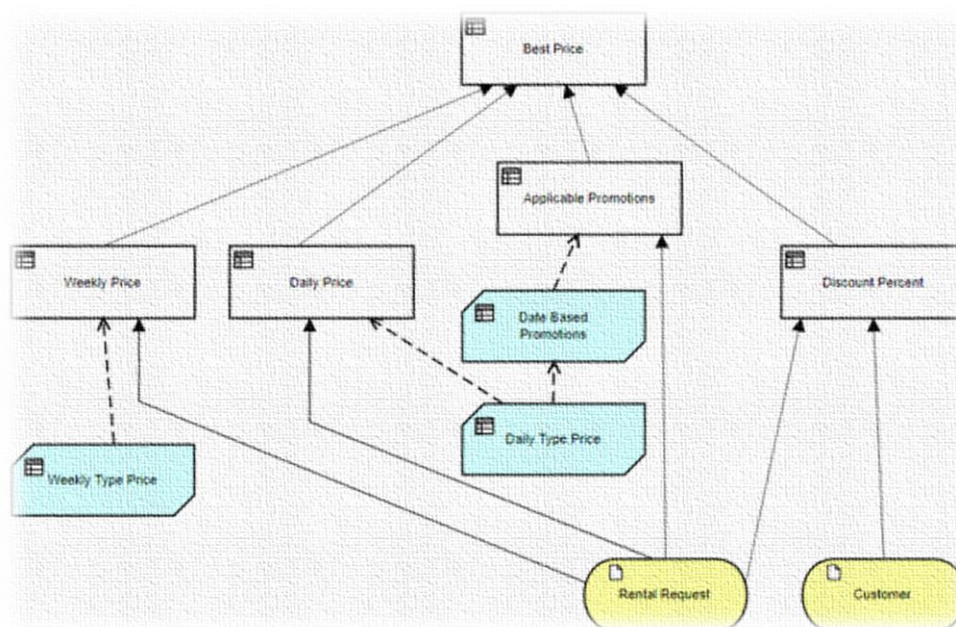 Best Price
Applicable Promotions
Weekly Price
Daily Price
Discount Percent
Date Based
Promotions
Daily Type Price
Weekly Type Price
Rental Request
Customer